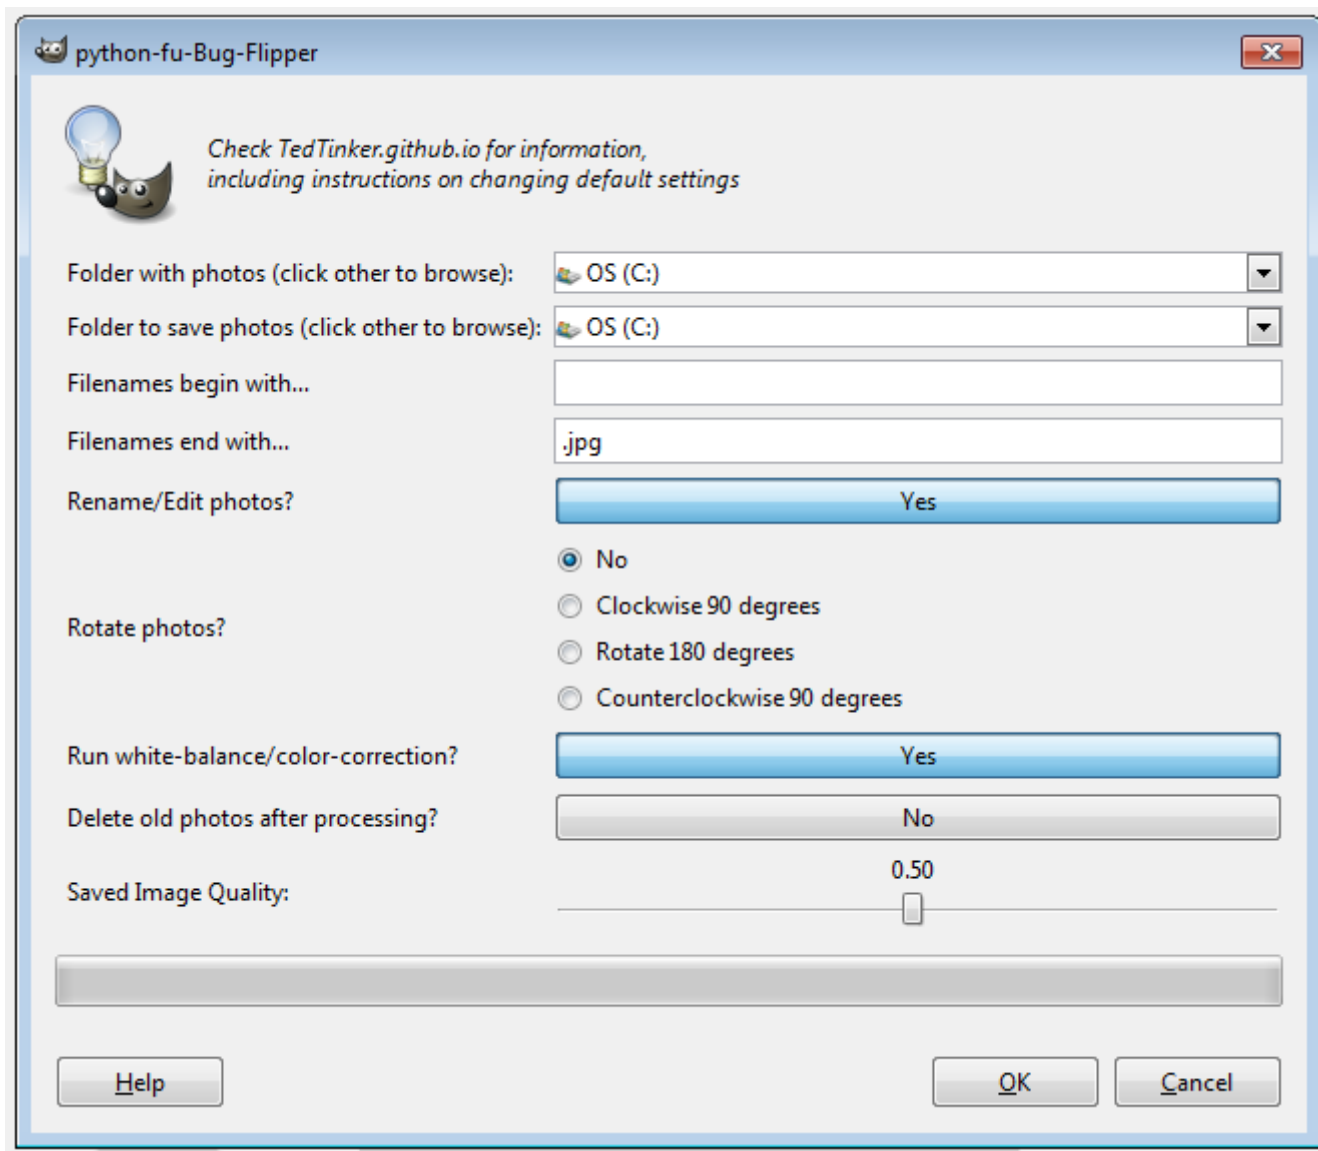 python-fu-Bug-Flipper
Check TedTinker.github.io for information,
including instructions on changing default settings
Folder with photos (click other to browse):
OS (C:)
Folder to save photos (click other to browse):
OS (C:)
Filenames begin with...
Filenames end with...
.jpg
Rename/Edit photos?
Yes
Rotate photos?
No
Clockwise 90 degrees
Rotate 180 degrees
Counterclockwise 90 degrees
Run white-balance/color-correction?
Yes
Delete old photos after processing?
No
Saved Image Quality:
0.50
Help
OK
Cancel